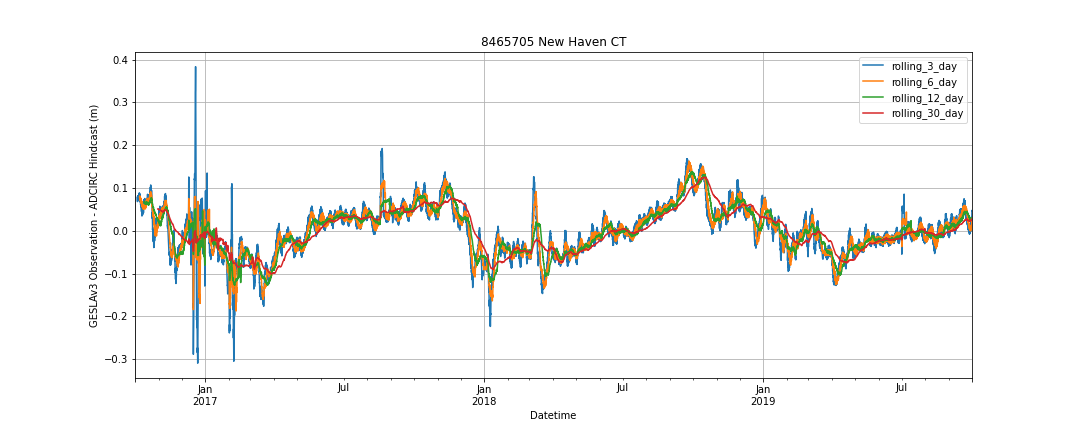 8465705 New Haven CT
GESLAv3 Observation - ADCIRC Hindcast (m)
0.4
0.3
0.2
0.1
0.0
−0.1
−0.2
−0.3
rolling_3_day
rolling_6_day
rolling_12_day
rolling_30_day
Jan
2017
Jul
Jan
2018
Jul
Jan
2019
Jul
Datetime